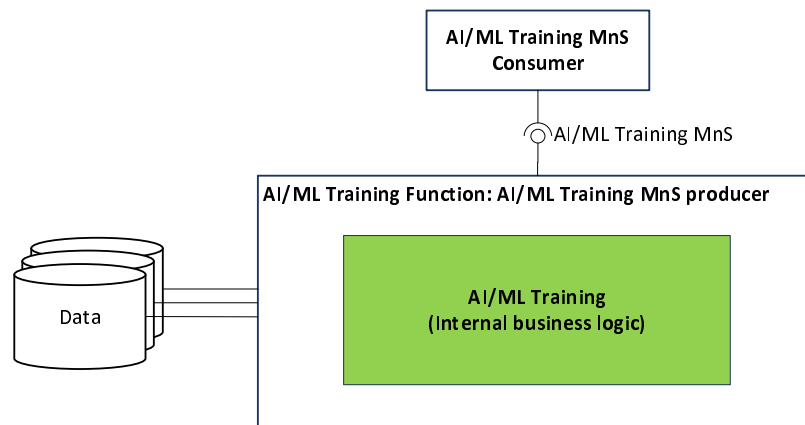 AI/ML Training MnS
Consumer
AI/ML Training MnS
AI/ML Training Function: AI/ML Training MnS producer
AI/ML Training
(Internal business logic)
Data